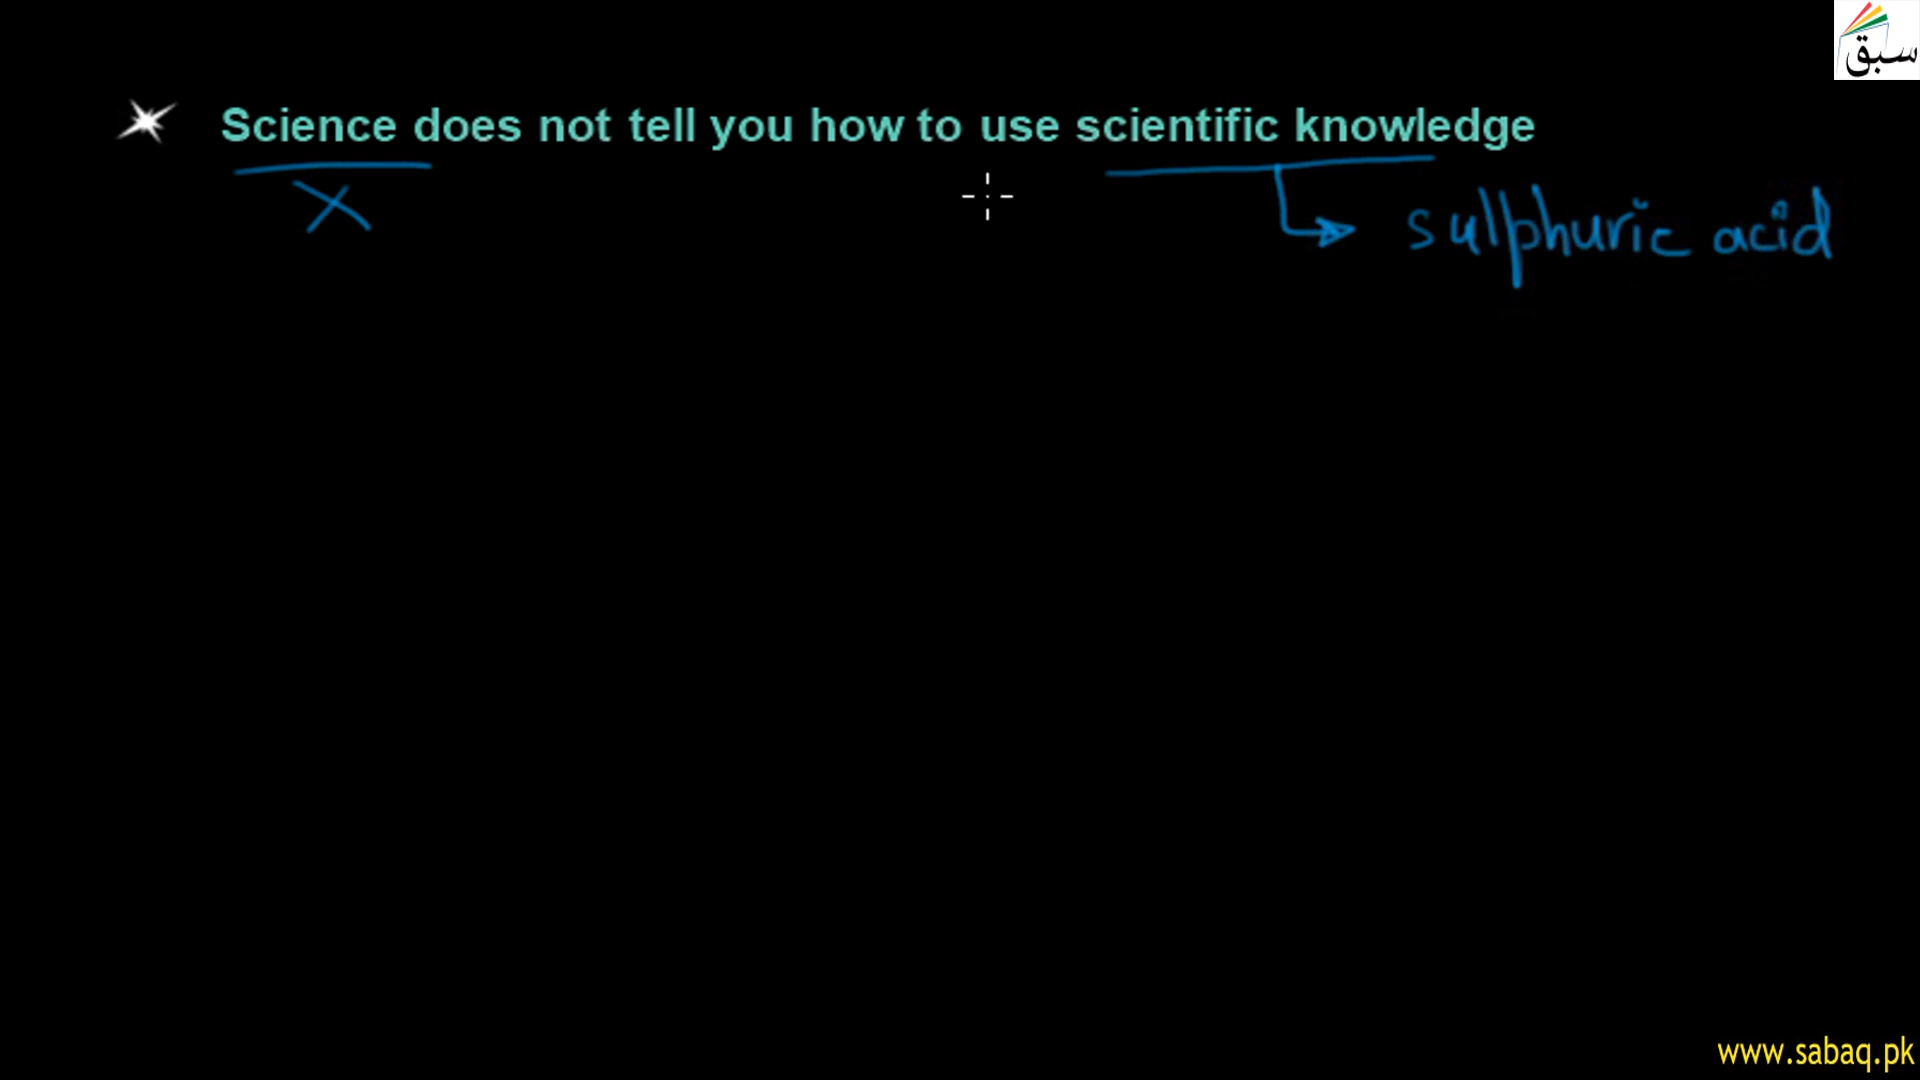 سبق
Science does not tell you how to use scientific knowledge
sulphuric acid
www.sabaq.pk